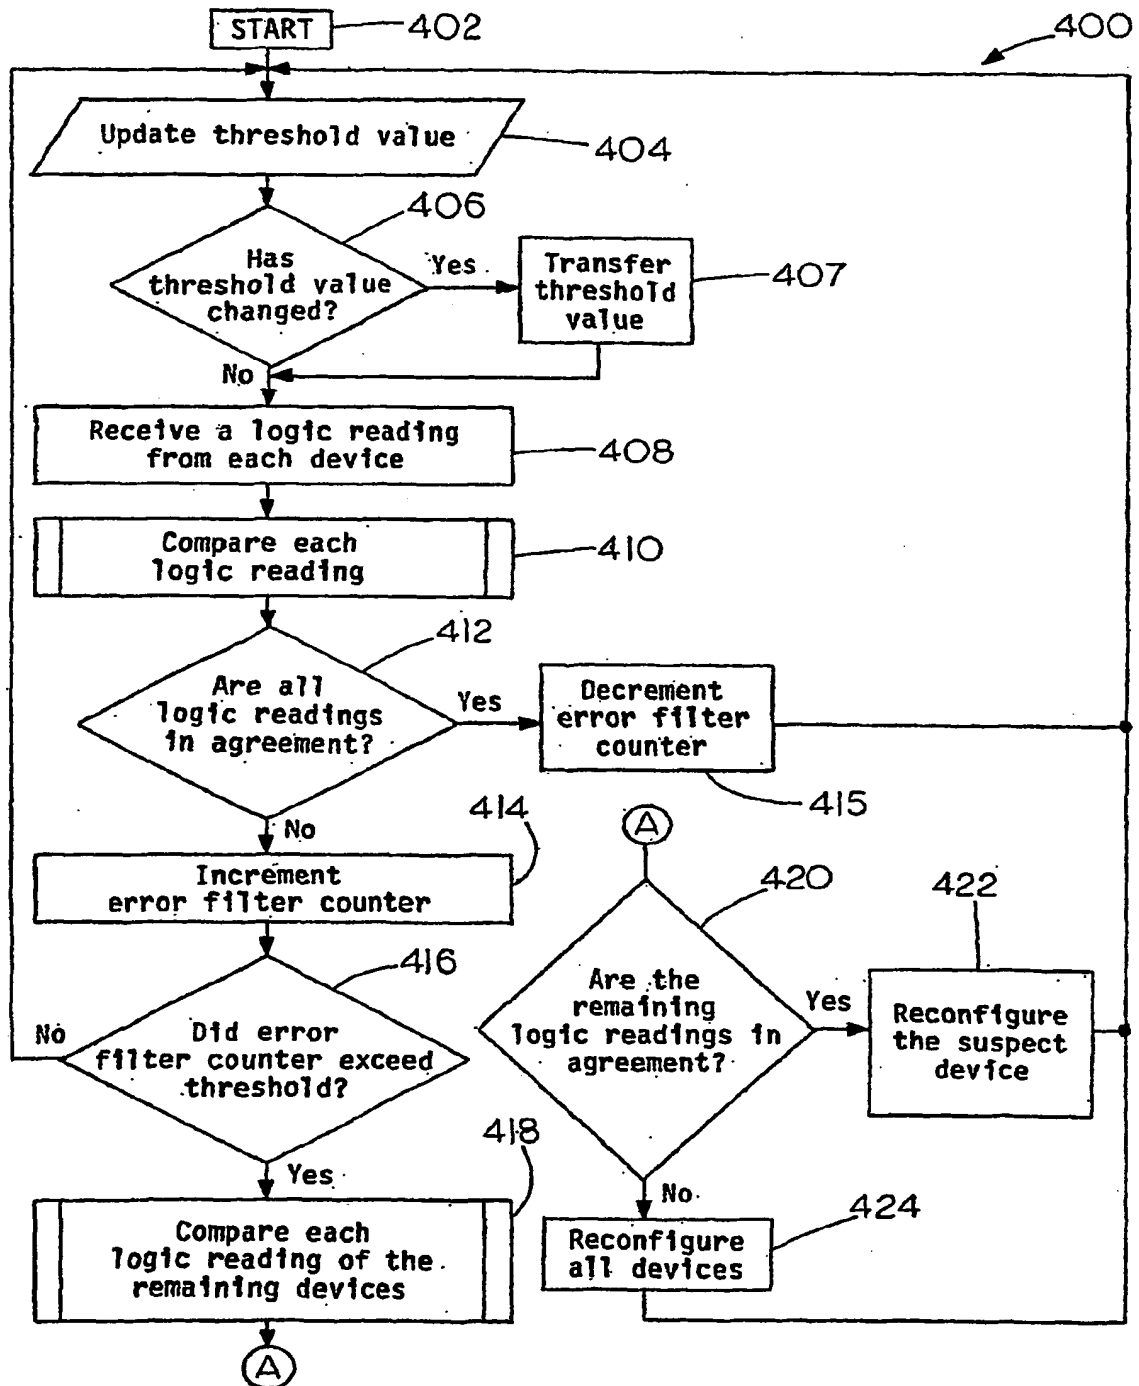 START
402
400
Update threshold value
404
406
Has
threshold value
changed?
Yes
Transfer
threshold
value
407
No
Receive a logic reading
from each device
408
Compare each
logic reading
410
412
Are all
logic readings
in agreement?
Yes
Decrement
error filter
counter
415
No
414
Increment
error filter counter
416
Did error
filter counter exceed
threshold?
No
Yes
418
Compare each
logic reading of the
remaining devices
A
A
420
Are the
remaining
logic readings in
agreement?
Yes
422
Reconfigure
the suspect
device
No
424
Reconfigure
all devices